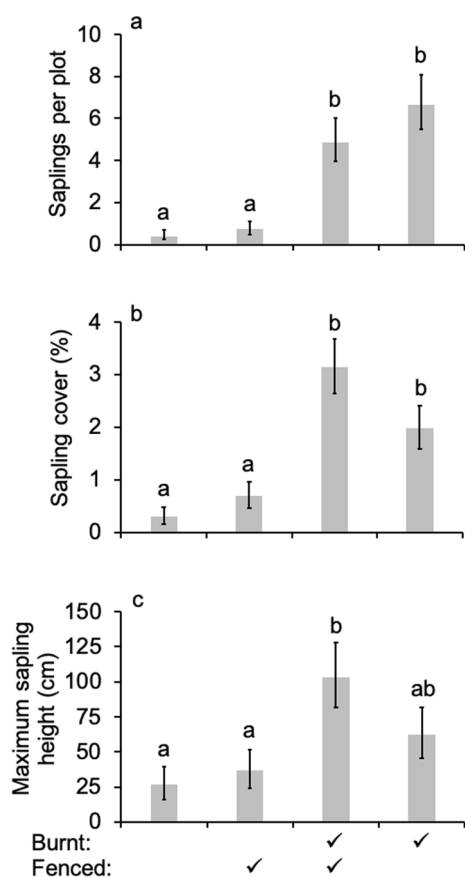 a
Saplings per plot
10
8
6
4
2
0
a
a
b
b
b
Sapling cover (%)
4
3
2
1
0
a
a
b
b
c
Maximum sapling
height (cm)
150
125
100
75
50
25
0
a
a
b
ab
Burnt: ✓ ✓
Fenced: ✓ ✓